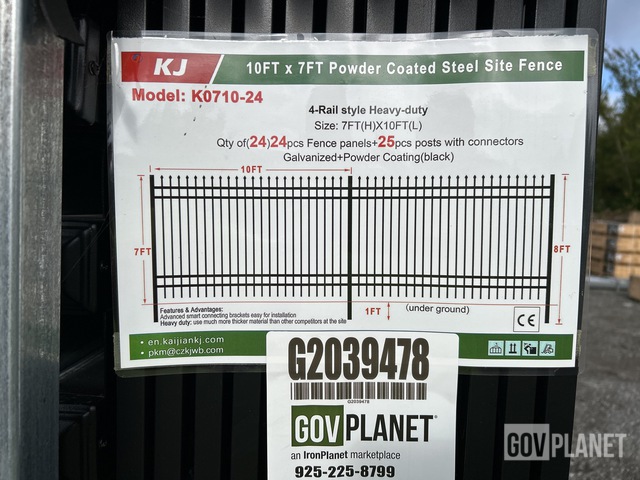 KJ 10FT x 7FT Powder Coated Steel Site Fence
Model: K0710-24
4-Rail style Heavy-duty
Size: 7FT(H)X10FT(L)
Qty of(24)24pcs Fence panels+25pcs posts with connectors
Galvanized+Powder Coating(black)
10FT
7FT
8FT
1FT
(under ground)
Features & Advantages:
Advanced smart connecting brackets easy for installation
Heavy duty: use much more thicker material than other competitors at the site
CE
• en.kaijiankj.com
• pkm@czkjwb.com
G2039478
G2039478
GOVPLANET
an IronPlanet marketplace
925-225-8799
GOVPLANET